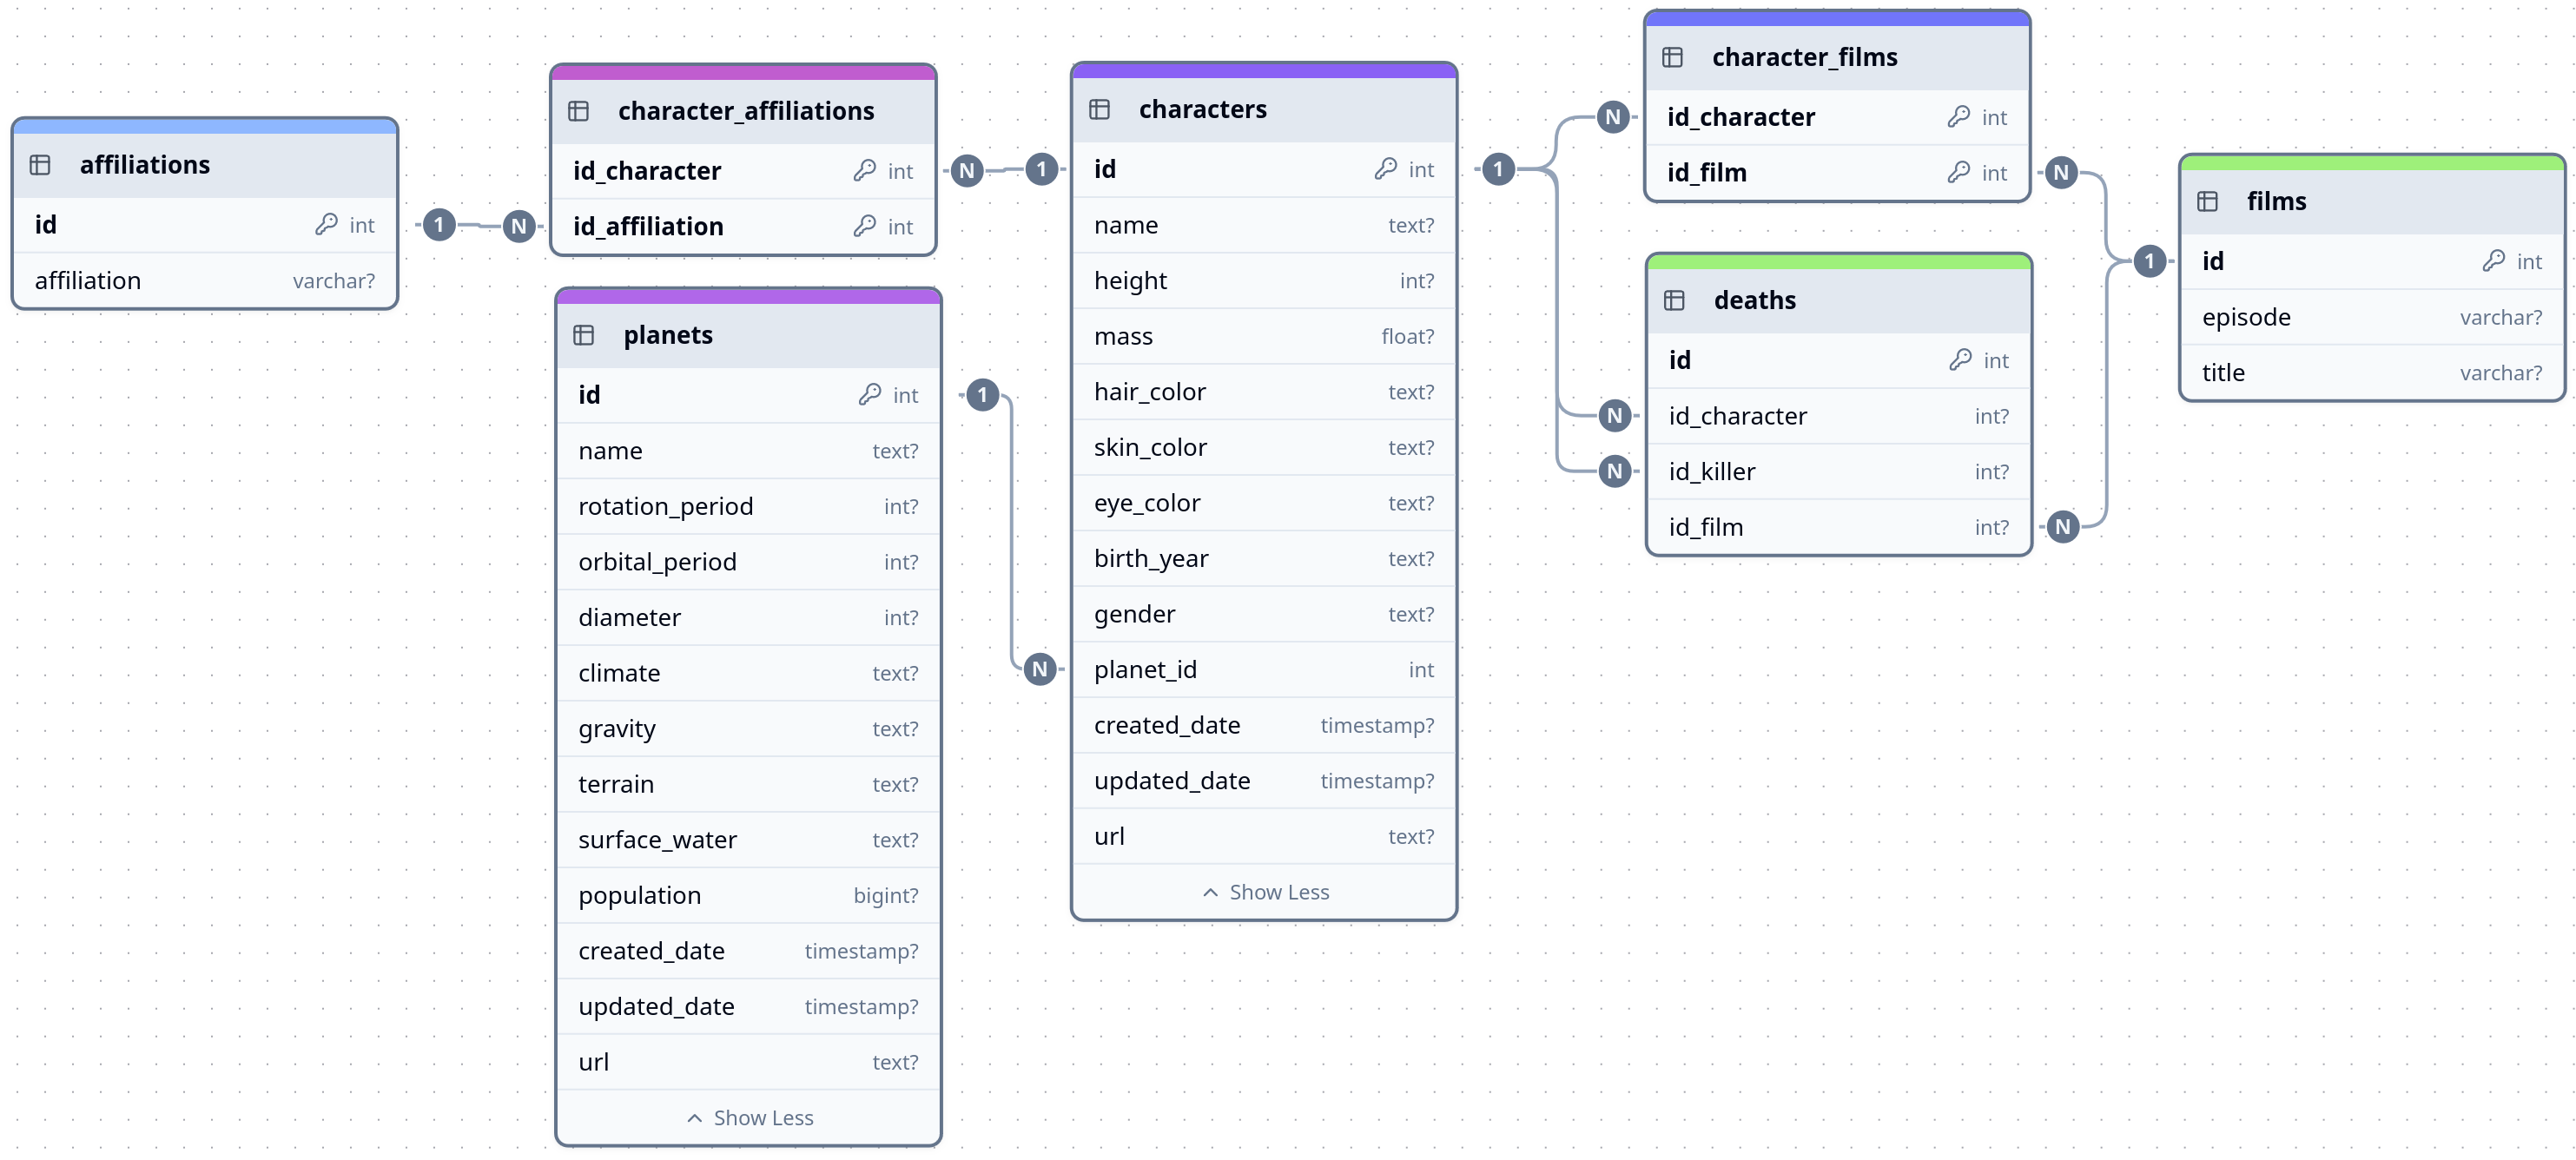 affiliations
id int
affiliation varchar?
1
N
character_affiliations
id_character int
id_affiliation int
N
1
planets
id int
name text?
rotation_period int?
orbital_period int?
diameter int?
climate text?
gravity text?
terrain text?
surface_water text?
population bigint?
created_date timestamp?
updated_date timestamp?
url text?
Show Less
1
N
characters
id int
name text?
height int?
mass float?
hair_color text?
skin_color text?
eye_color text?
birth_year text?
gender text?
planet_id int
created_date timestamp?
updated_date timestamp?
url text?
Show Less
1
N
N
N
character_films
id_character int
id_film int
N
deaths
id int
id_character int?
id_killer int?
id_film int?
N
1
films
id int
episode varchar?
title varchar?